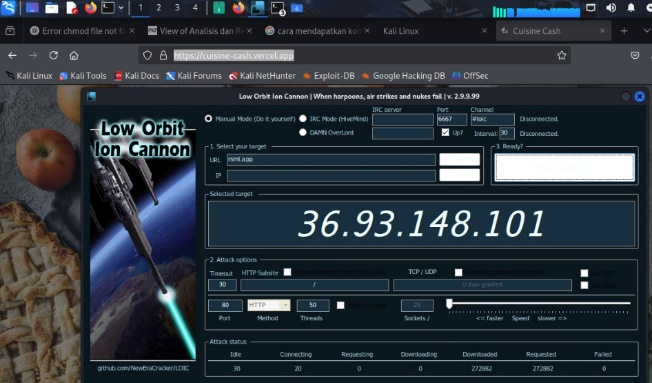 1 2 3 4
Error chmod file not fo
View of Analisis dan Re
cara mendapatkan kon
Kali Linux
Cuisine Cash
https://cuisine-cash.vercel.app
Kali Linux Kali Tools Kali Docs Kali Forums Kali NetHunter Exploit-DB Google Hacking DB OffSec
Low Orbit Ion Cannon | When harpoons, air strikes and nukes fail | v. 2.9.9.99
Low Orbit
Ion Cannon
IRC server Port Channel
Manual Mode (Do it yourself) IRC Mode (HiveMind) 6667 #loic Disconnected.
DAMN OverLord Up? Interval: 30 Disconnected.
1. Select your target
URL rsml.app
IP
3. Ready?
Selected target
36.93.148.101
2. Attack options
Timeout HTTP Subsite TCP / UDP
30 / U dun goofed
80 HTTP 50 25
Port Method Threads Sockets / <= faster Speed slower =>
Attack status
Idle Connecting Requesting Downloading Downloaded Requested Failed
30 20 0 0 272882 272882 0
github.com/NewEraCracker/LOIC